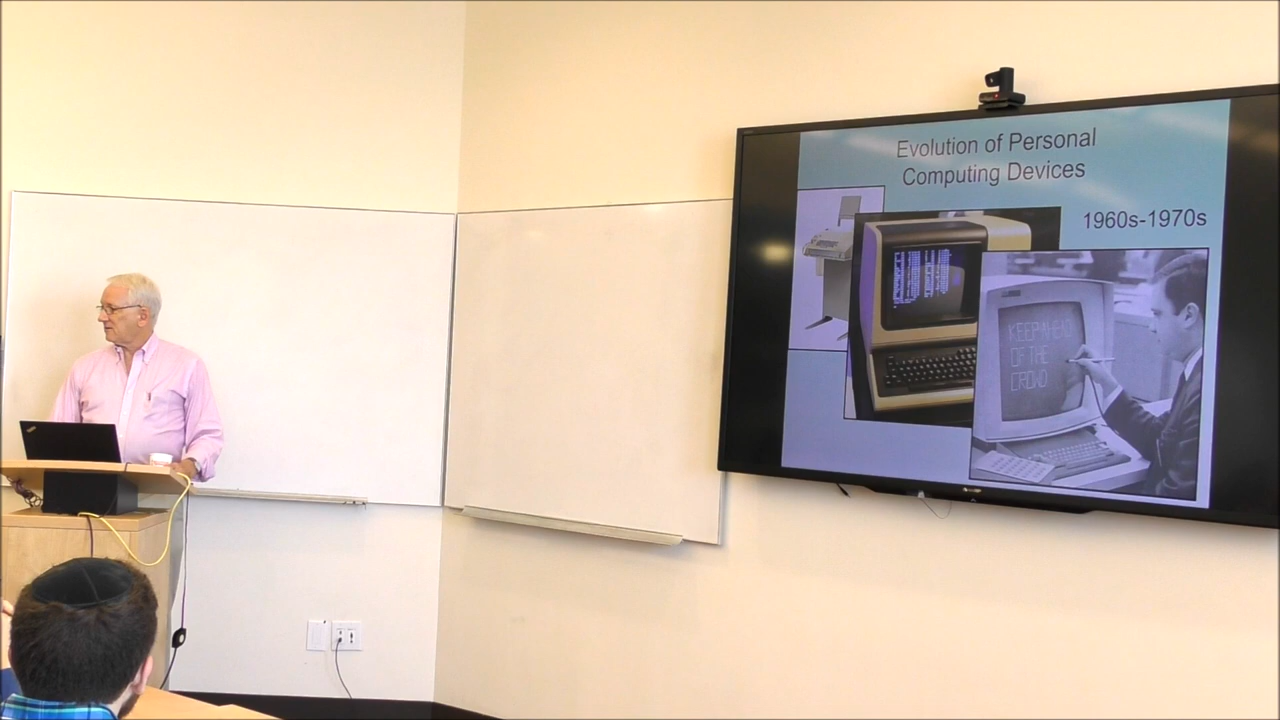 Evolution of Personal
Computing Devices
1960s-1970s
KEEP AHEAD
OF THE
CROWD